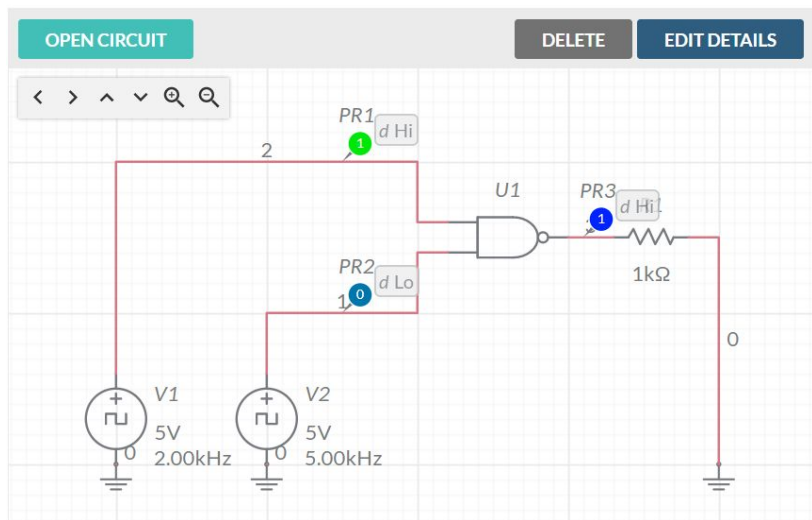 OPEN CIRCUIT
DELETE
EDIT DETAILS
PR1
d Hi
1
2
U1
PR3
d Hi
1
1kΩ
PR2
d Lo
0
1
0
V1
5V
2.00kHz
0
V2
5V
5.00kHz
0